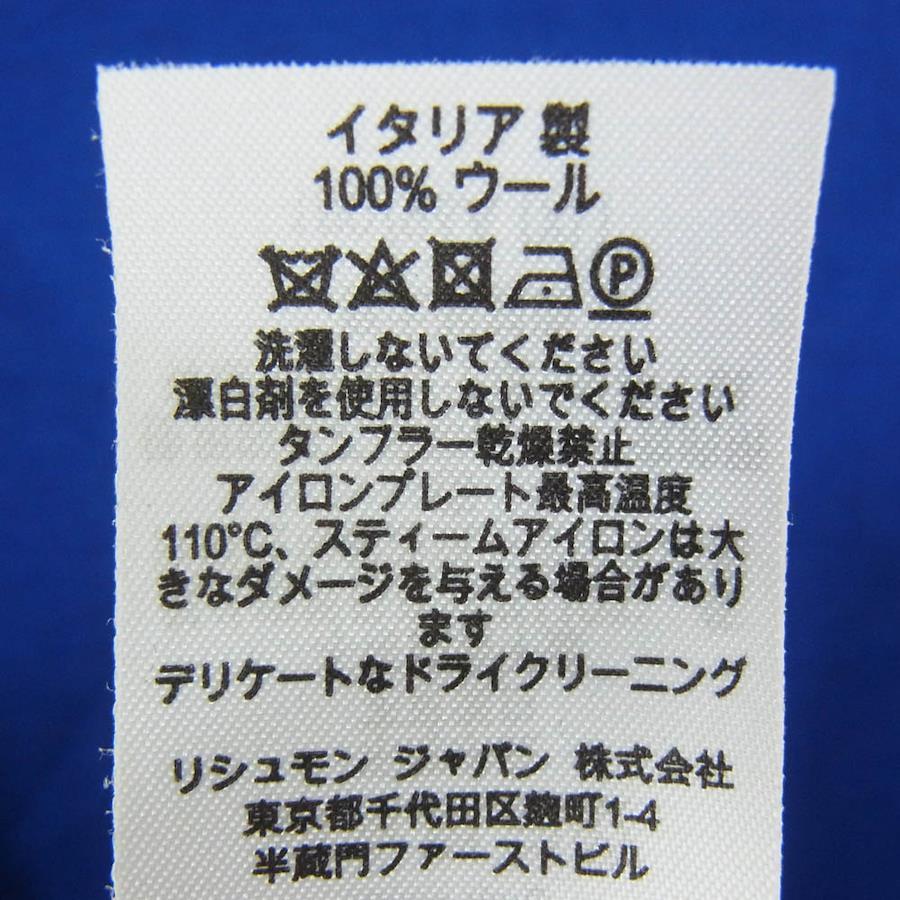 イタリア 製
100% ウール
P
洗濯しないてください
漂白剤を使用しないでください
タンブラー乾燥禁止
アイロンプレート最高温度
110°C、スティームアイロンは大
きなダメージを与える場合があり
ます
デリケートなドライクリーニング
リシュモン ジャパン 株式会社
東京都千代田区麹町1-4
半蔵門ファーストビル